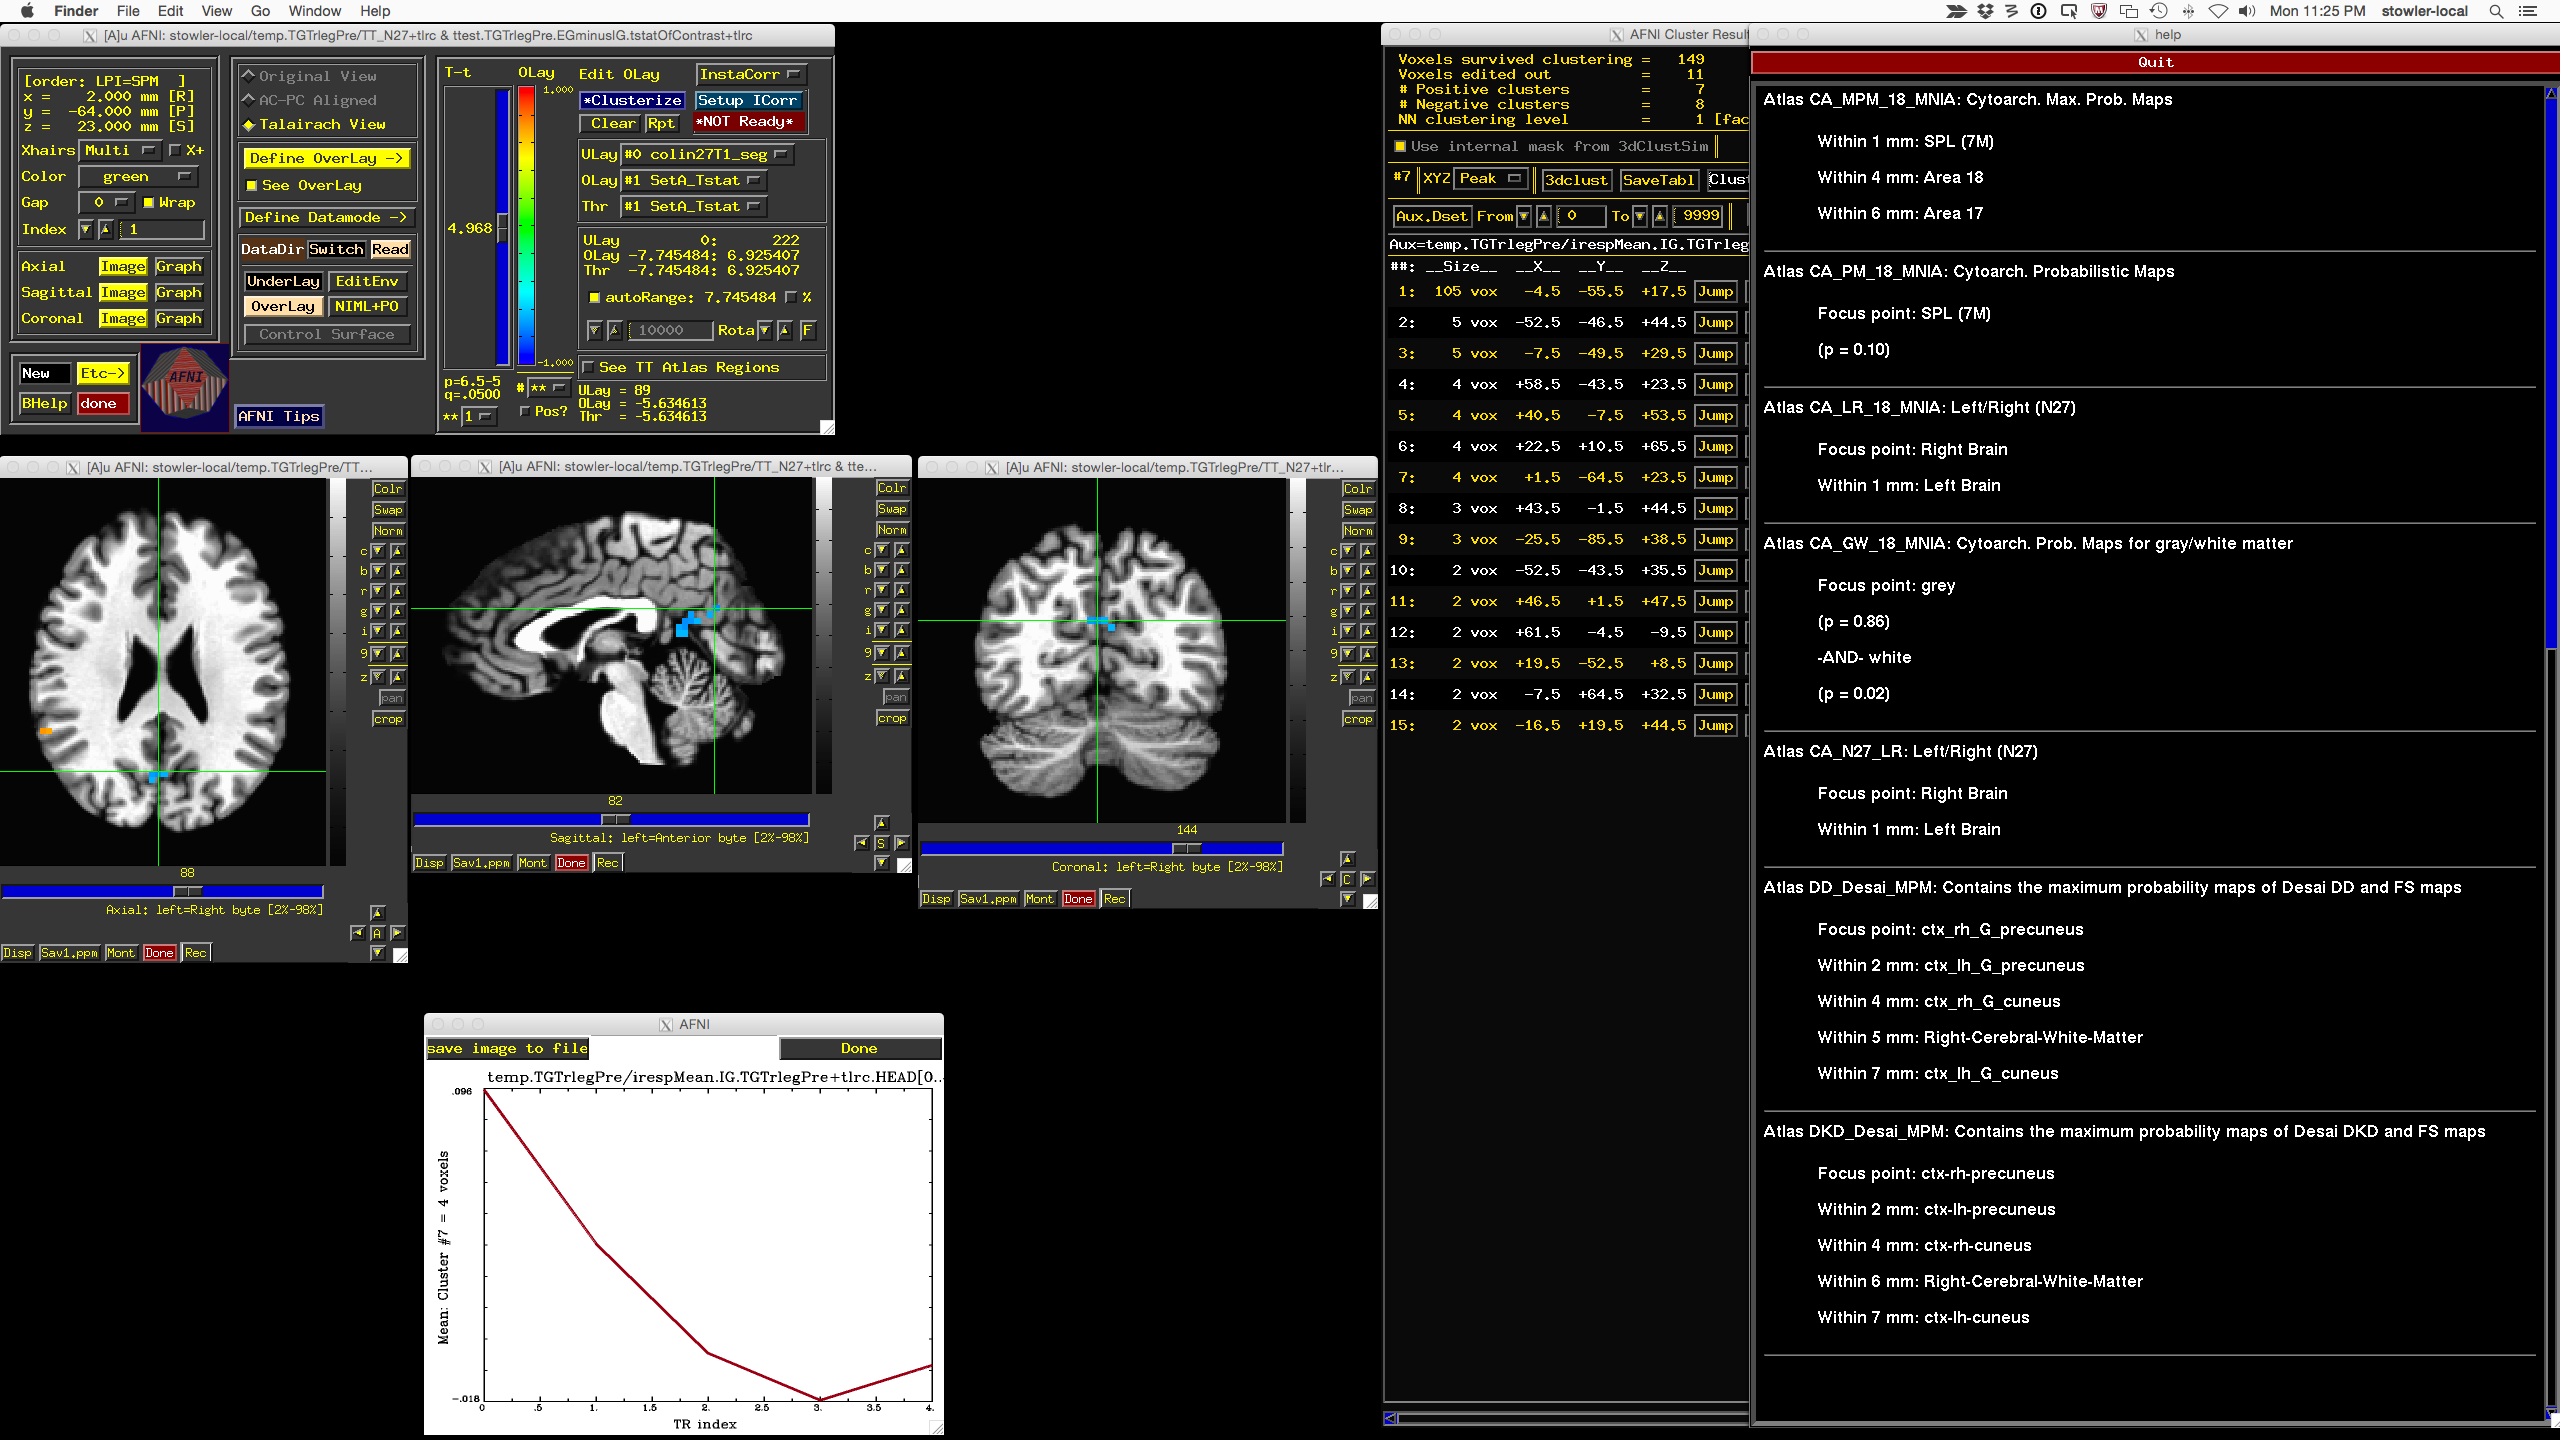 Finder File Edit View Go Window Help
Mon 11:25 PM stowler-local
[A]u AFNI: stowler-local/temp.TGTrlegPre/TT_N27+tlrc & ttest.TGTrlegPre.EGminusIG.tstatOfContrast+tlrc
[order: LPI=SPM ]
x = 2.000 mm [R]
y = -64.000 mm [P]
z = 23.000 mm [S]
Xhairs Multi X+
Color green
Gap 0 Wrap
Index 1
Axial Image Graph
Sagittal Image Graph
Coronal Image Graph
New Etc->
BHelp done
AFNI
Original View
AC-PC Aligned
Talairach View
Define OverLay ->
See OverLay
Define Datamode ->
DataDir Switch Read
UnderLay EditEnv
OverLay NIML+PO
Control Surface
AFNI Tips
T-t
4.968
p=6.5-5
q=.0500
** 1
OLay
1.000
-1.000
# **
Pos?
Edit OLay InstaCorr
*Clusterize Setup ICorr
Clear Rpt *NOT Ready*
ULay #0 colin27T1_seg
OLay #1 SetA_Tstat
Thr #1 SetA_Tstat
ULay 0: 222
OLay -7.745484: 6.925407
Thr -7.745484: 6.925407
autoRange: 7.745484 %
10000 Rota F
See TT Atlas Regions
ULay = 89
OLay = -5.634613
Thr = -5.634613
[A]u AFNI: stowler-local/temp.TGTrlegPre/TT...
Colr
Swap
Norm
c
b
r
g
i
9
z
pan
crop
88
Axial: left=Right byte [2%-98%]
A
Disp Sav1.ppm Mont Done Rec
[A]u AFNI: stowler-local/temp.TGTrlegPre/TT_N27+tlrc & tte...
Colr
Swap
Norm
c
b
r
g
i
9
z
pan
crop
82
Sagittal: left=Anterior byte [2%-98%]
S
Disp Sav1.ppm Mont Done Rec
[A]u AFNI: stowler-local/temp.TGTrlegPre/TT_N27+tlr...
Colr
Swap
Norm
c
b
r
g
i
9
z
pan
crop
144
Coronal: left=Right byte [2%-98%]
C
Disp Sav1.ppm Mont Done Rec
AFNI
save image to file Done
temp.TGTrlegPre/irespMean.IG.TGTrlegPre+tlrc.HEAD[0..
.096
Mean: Cluster #7 = 4 voxels
-.018
0 .5 1. 1.5 2. 2.5 3. 3.5 4.
TR index
AFNI Cluster Result
Voxels survived clustering = 149
Voxels edited out = 11
# Positive clusters = 7
# Negative clusters = 8
NN clustering level = 1 [fac
Use internal mask from 3dClustSim
#7 XYZ Peak 3dclust SaveTabl Clust
Aux.Dset From 0 To 9999
Aux=temp.TGTrlegPre/irespMean.IG.TGTrleg
##: __Size__ __X__ __Y__ __Z__
1: 105 vox -4.5 -55.5 +17.5 Jump
2: 5 vox -52.5 -46.5 +44.5 Jump
3: 5 vox -7.5 -49.5 +29.5 Jump
4: 4 vox +58.5 -43.5 +23.5 Jump
5: 4 vox +40.5 -7.5 +53.5 Jump
6: 4 vox +22.5 +10.5 +65.5 Jump
7: 4 vox +1.5 -64.5 +23.5 Jump
8: 3 vox +43.5 -1.5 +44.5 Jump
9: 3 vox -25.5 -85.5 +38.5 Jump
10: 2 vox -52.5 -43.5 +35.5 Jump
11: 2 vox +46.5 +1.5 +47.5 Jump
12: 2 vox +61.5 -4.5 -9.5 Jump
13: 2 vox +19.5 -52.5 +8.5 Jump
14: 2 vox -7.5 +64.5 +32.5 Jump
15: 2 vox -16.5 +19.5 +44.5 Jump
help
Quit
Atlas CA_MPM_18_MNIA: Cytoarch. Max. Prob. Maps
Within 1 mm: SPL (7M)
Within 4 mm: Area 18
Within 6 mm: Area 17
Atlas CA_PM_18_MNIA: Cytoarch. Probabilistic Maps
Focus point: SPL (7M)
(p = 0.10)
Atlas CA_LR_18_MNIA: Left/Right (N27)
Focus point: Right Brain
Within 1 mm: Left Brain
Atlas CA_GW_18_MNIA: Cytoarch. Prob. Maps for gray/white matter
Focus point: grey
(p = 0.86)
-AND- white
(p = 0.02)
Atlas CA_N27_LR: Left/Right (N27)
Focus point: Right Brain
Within 1 mm: Left Brain
Atlas DD_Desai_MPM: Contains the maximum probability maps of Desai DD and FS maps
Focus point: ctx_rh_G_precuneus
Within 2 mm: ctx_lh_G_precuneus
Within 4 mm: ctx_rh_G_cuneus
Within 5 mm: Right-Cerebral-White-Matter
Within 7 mm: ctx_lh_G_cuneus
Atlas DKD_Desai_MPM: Contains the maximum probability maps of Desai DKD and FS maps
Focus point: ctx-rh-precuneus
Within 2 mm: ctx-lh-precuneus
Within 4 mm: ctx-rh-cuneus
Within 6 mm: Right-Cerebral-White-Matter
Within 7 mm: ctx-lh-cuneus